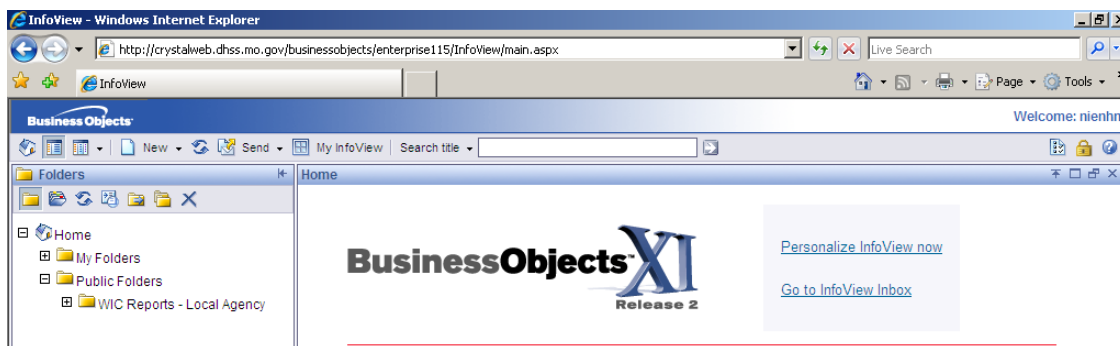 InfoView - Windows Internet Explorer
http://crystalweb.dhss.mo.gov/businessobjects/enterprise115/InfoView/main.aspx Live Search
InfoView Page Tools
Business Objects Welcome: nienhn
New Send My InfoView Search title
Folders Home
Home
My Folders
Public Folders
WIC Reports - Local Agency
BusinessObjects XI
Release 2
Personalize InfoView now
Go to InfoView Inbox